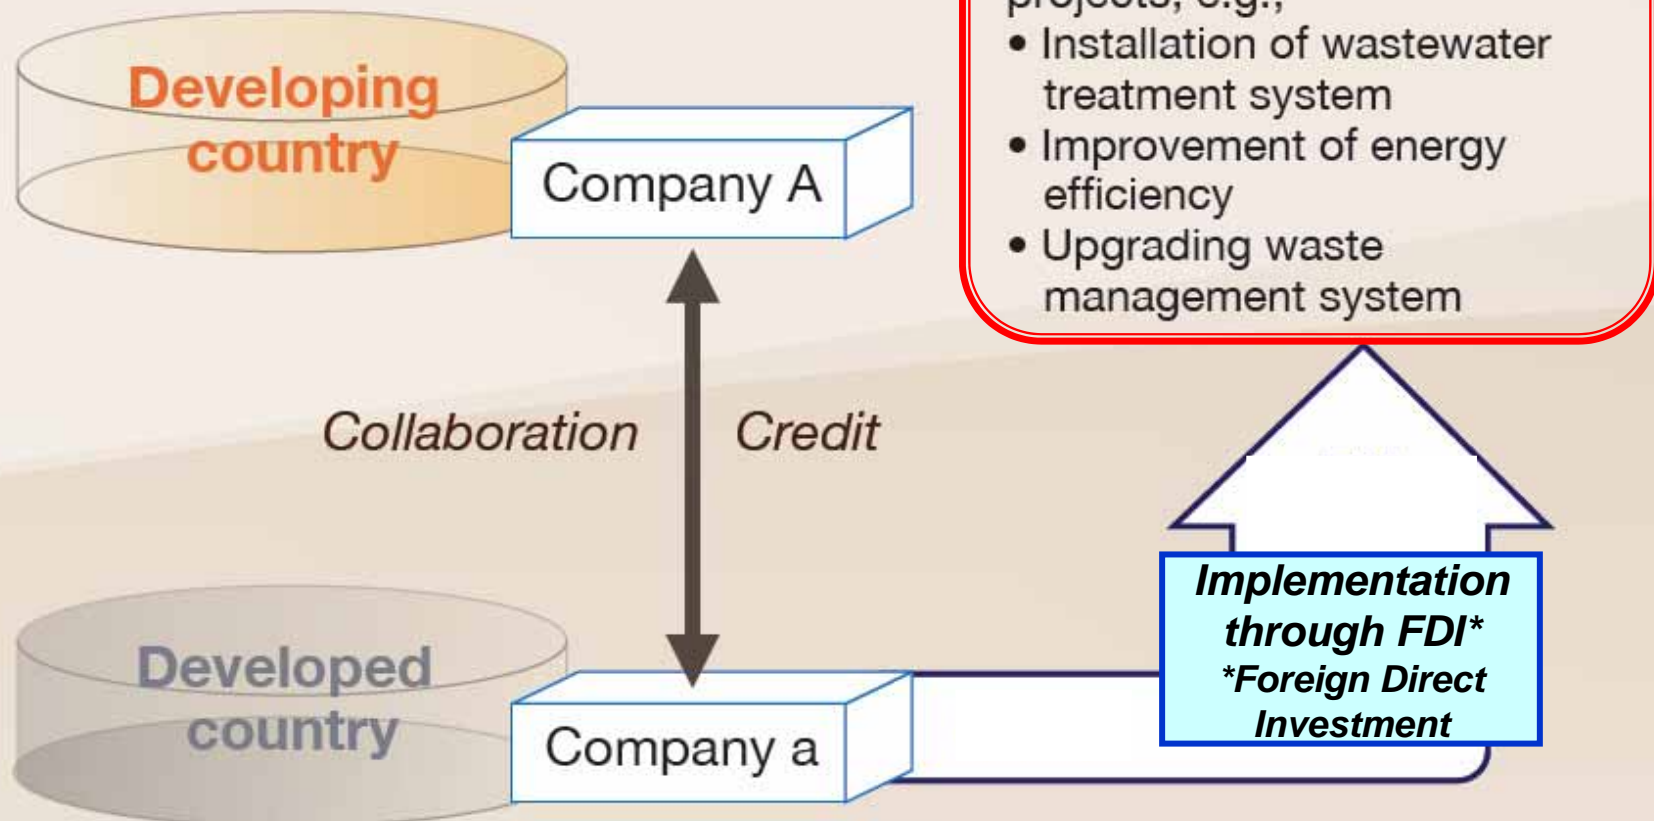 projects, e.g.,
• Installation of wastewater
treatment system
• Improvement of energy
efficiency
• Upgrading waste
management system
Developing
country
Company A
Collaboration
Credit
Developed
country
Company a
Implementation
through FDI*
*Foreign Direct
Investment